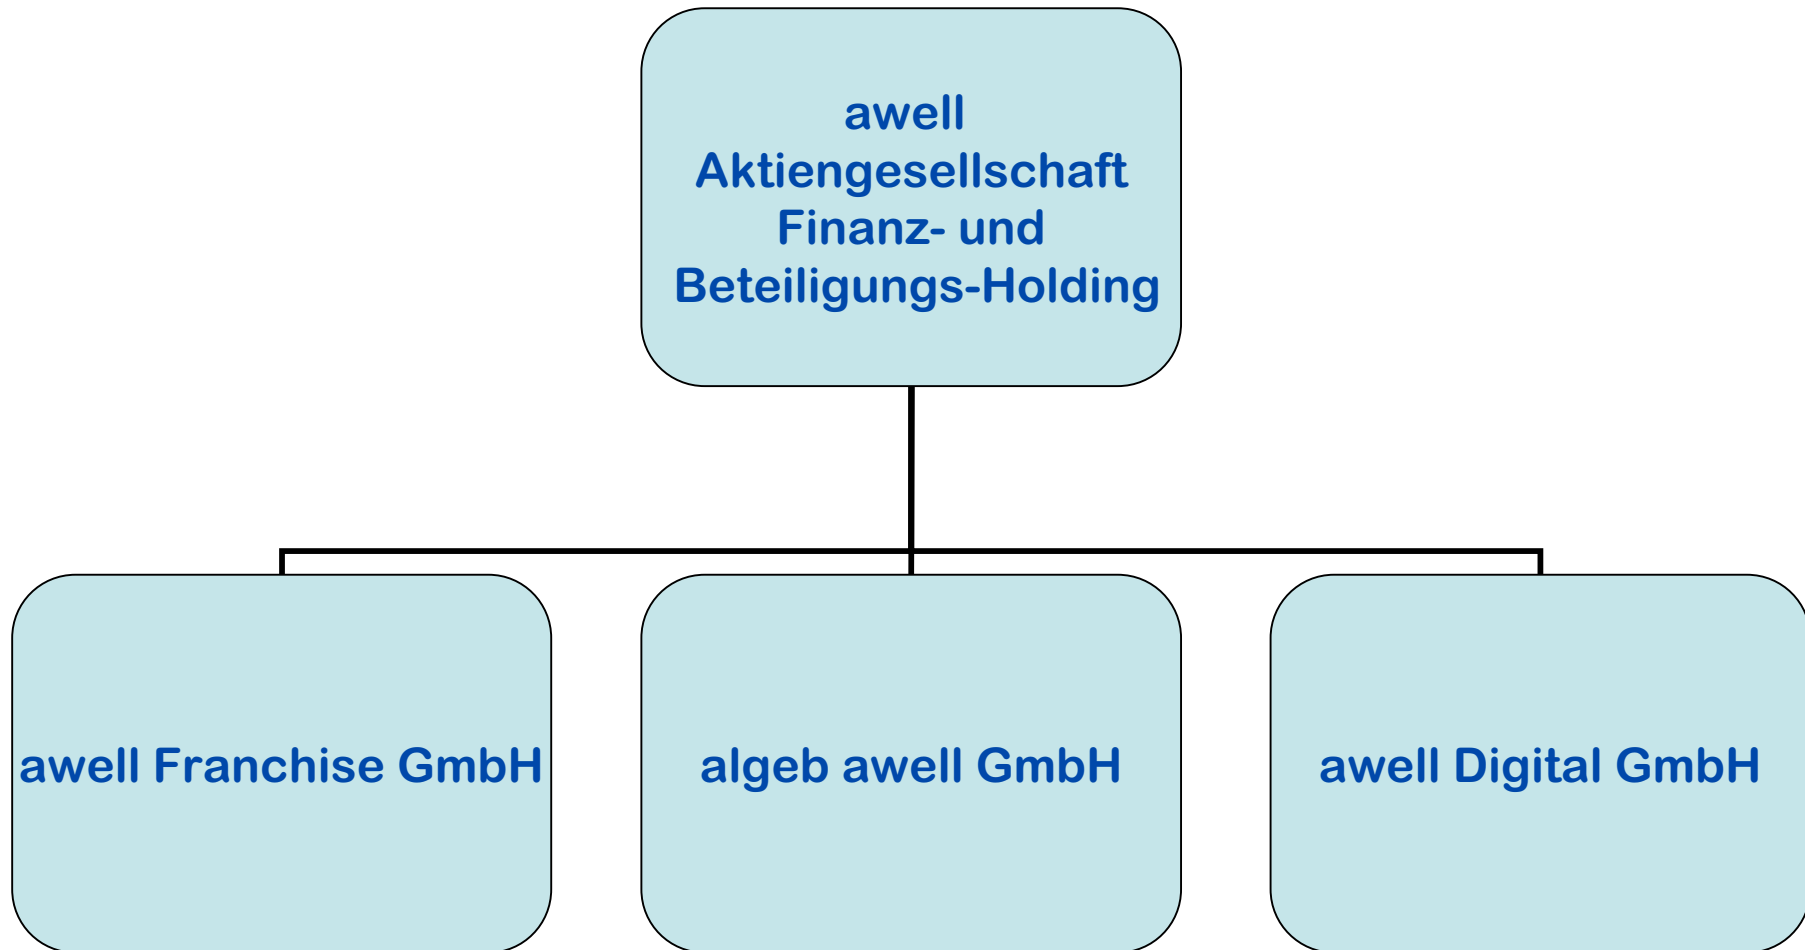 awell
Aktiengesellschaft
Finanz- und
Beteiligungs-Holding
awell Franchise GmbH
algeb awell GmbH
awell Digital GmbH